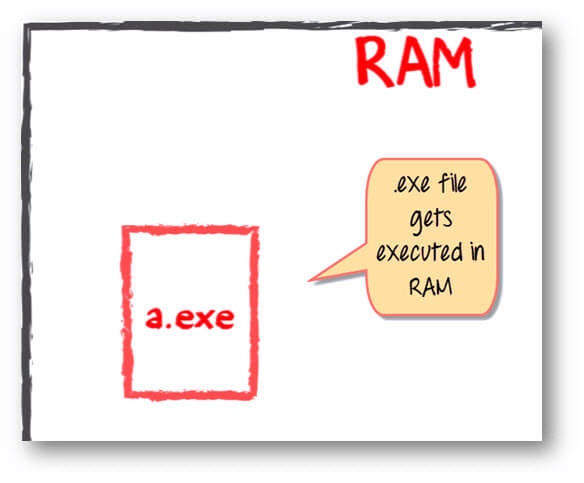 RAM
.exe file
gets
executed in
RAM
a.exe